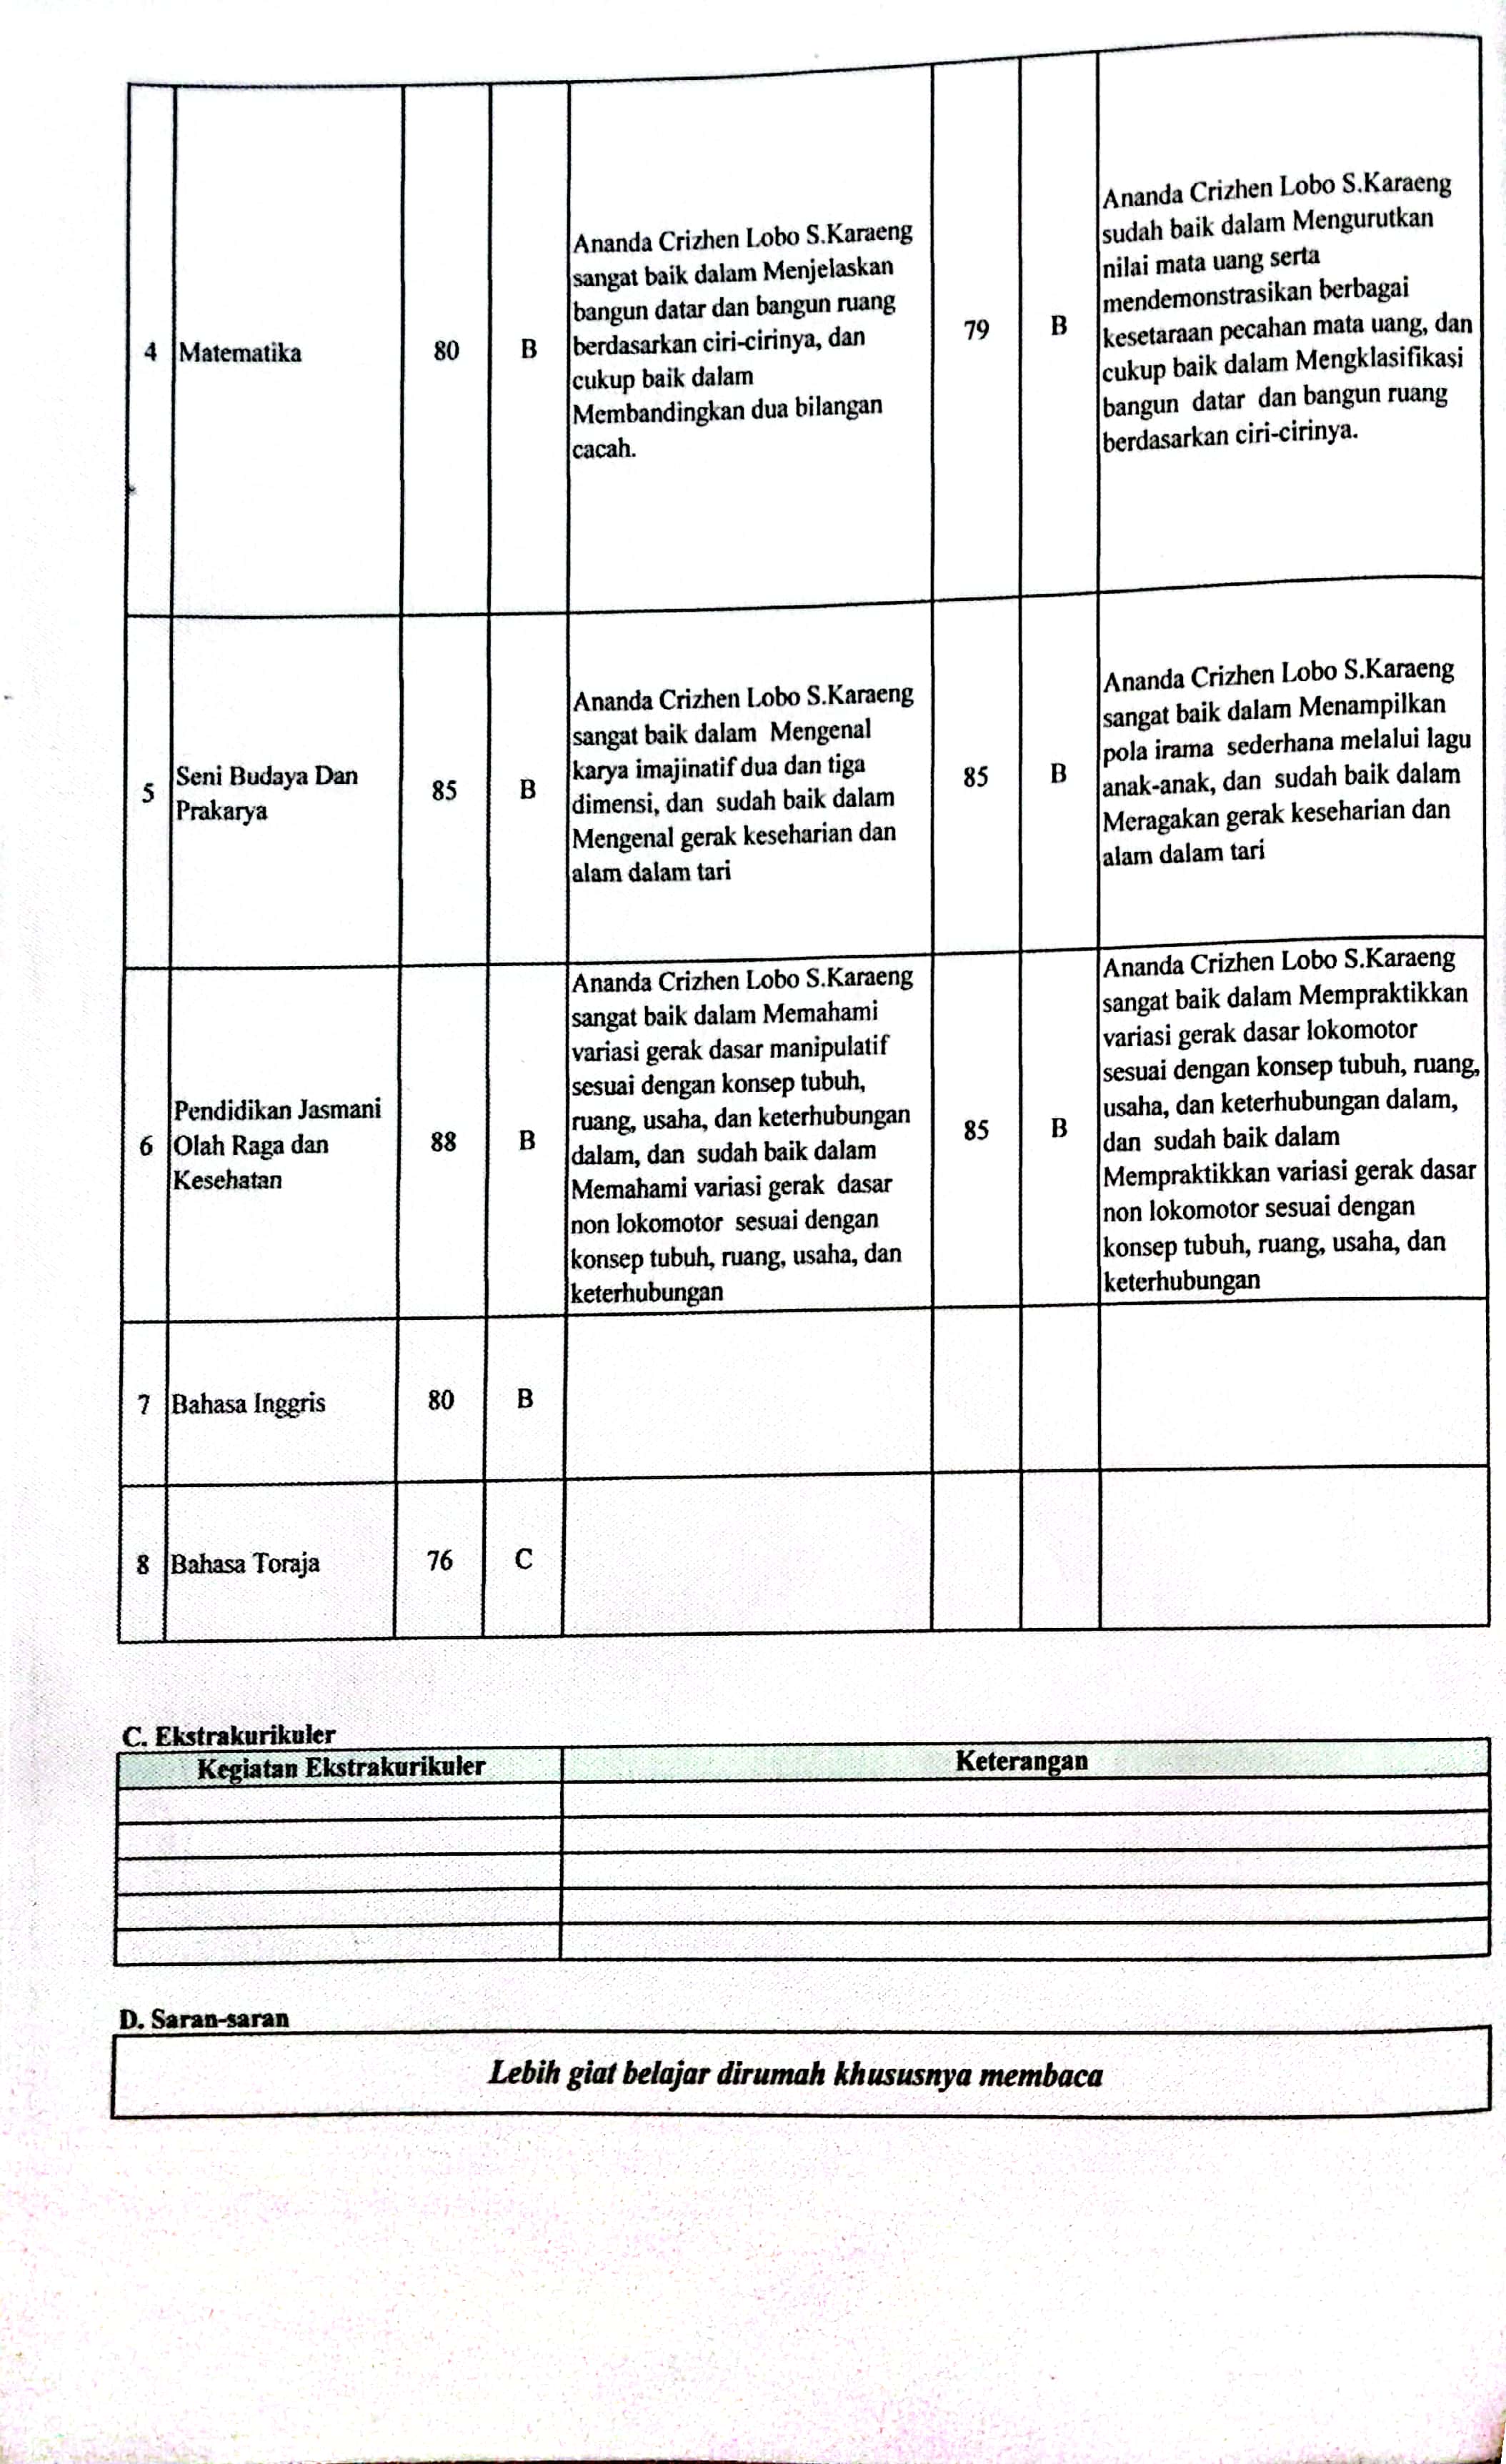 4 Matematika 80 B
Ananda Crizhen Lobo S.Karaeng
sangat baik dalam Menjelaskan
bangun datar dan bangun ruang
berdasarkan ciri-cirinya, dan
cukup baik dalam
Membandingkan dua bilangan
cacah.
79 B
Ananda Crizhen Lobo S.Karaeng
sudah baik dalam Mengurutkan
nilai mata uang serta
mendemonstrasikan berbagai
kesetaraan pecahan mata uang, dan
cukup baik dalam Mengklasifikasi
bangun datar dan bangun ruang
berdasarkan ciri-cirinya.
5 Seni Budaya Dan
Prakarya
85 B
Ananda Crizhen Lobo S.Karaeng
sangat baik dalam Mengenal
karya imajinatif dua dan tiga
dimensi, dan sudah baik dalam
Mengenal gerak keseharian dan
alam dalam tari
85 B
Ananda Crizhen Lobo S.Karaeng
sangat baik dalam Menampilkan
pola irama sederhana melalui lagu
anak-anak, dan sudah baik dalam
Meragakan gerak keseharian dan
alam dalam tari
6 Pendidikan Jasmani
Olah Raga dan
Kesehatan
88 B
Ananda Crizhen Lobo S.Karaeng
sangat baik dalam Memahami
variasi gerak dasar manipulatif
sesuai dengan konsep tubuh,
ruang, usaha, dan keterhubungan
dalam, dan sudah baik dalam
Memahami variasi gerak dasar
non lokomotor sesuai dengan
konsep tubuh, ruang, usaha, dan
keterhubungan
85 B
Ananda Crizhen Lobo S.Karaeng
sangat baik dalam Mempraktikkan
variasi gerak dasar lokomotor
sesuai dengan konsep tubuh, ruang,
usaha, dan keterhubungan dalam,
dan sudah baik dalam
Mempraktikkan variasi gerak dasar
non lokomotor sesuai dengan
konsep tubuh, ruang, usaha, dan
keterhubungan
7 Bahasa Inggris 80 B
8 Bahasa Toraja 76 C
C. Ekstrakurikuler
Kegiatan Ekstrakurikuler Keterangan
D. Saran-saran
Lebih giat belajar dirumah khususnya membaca